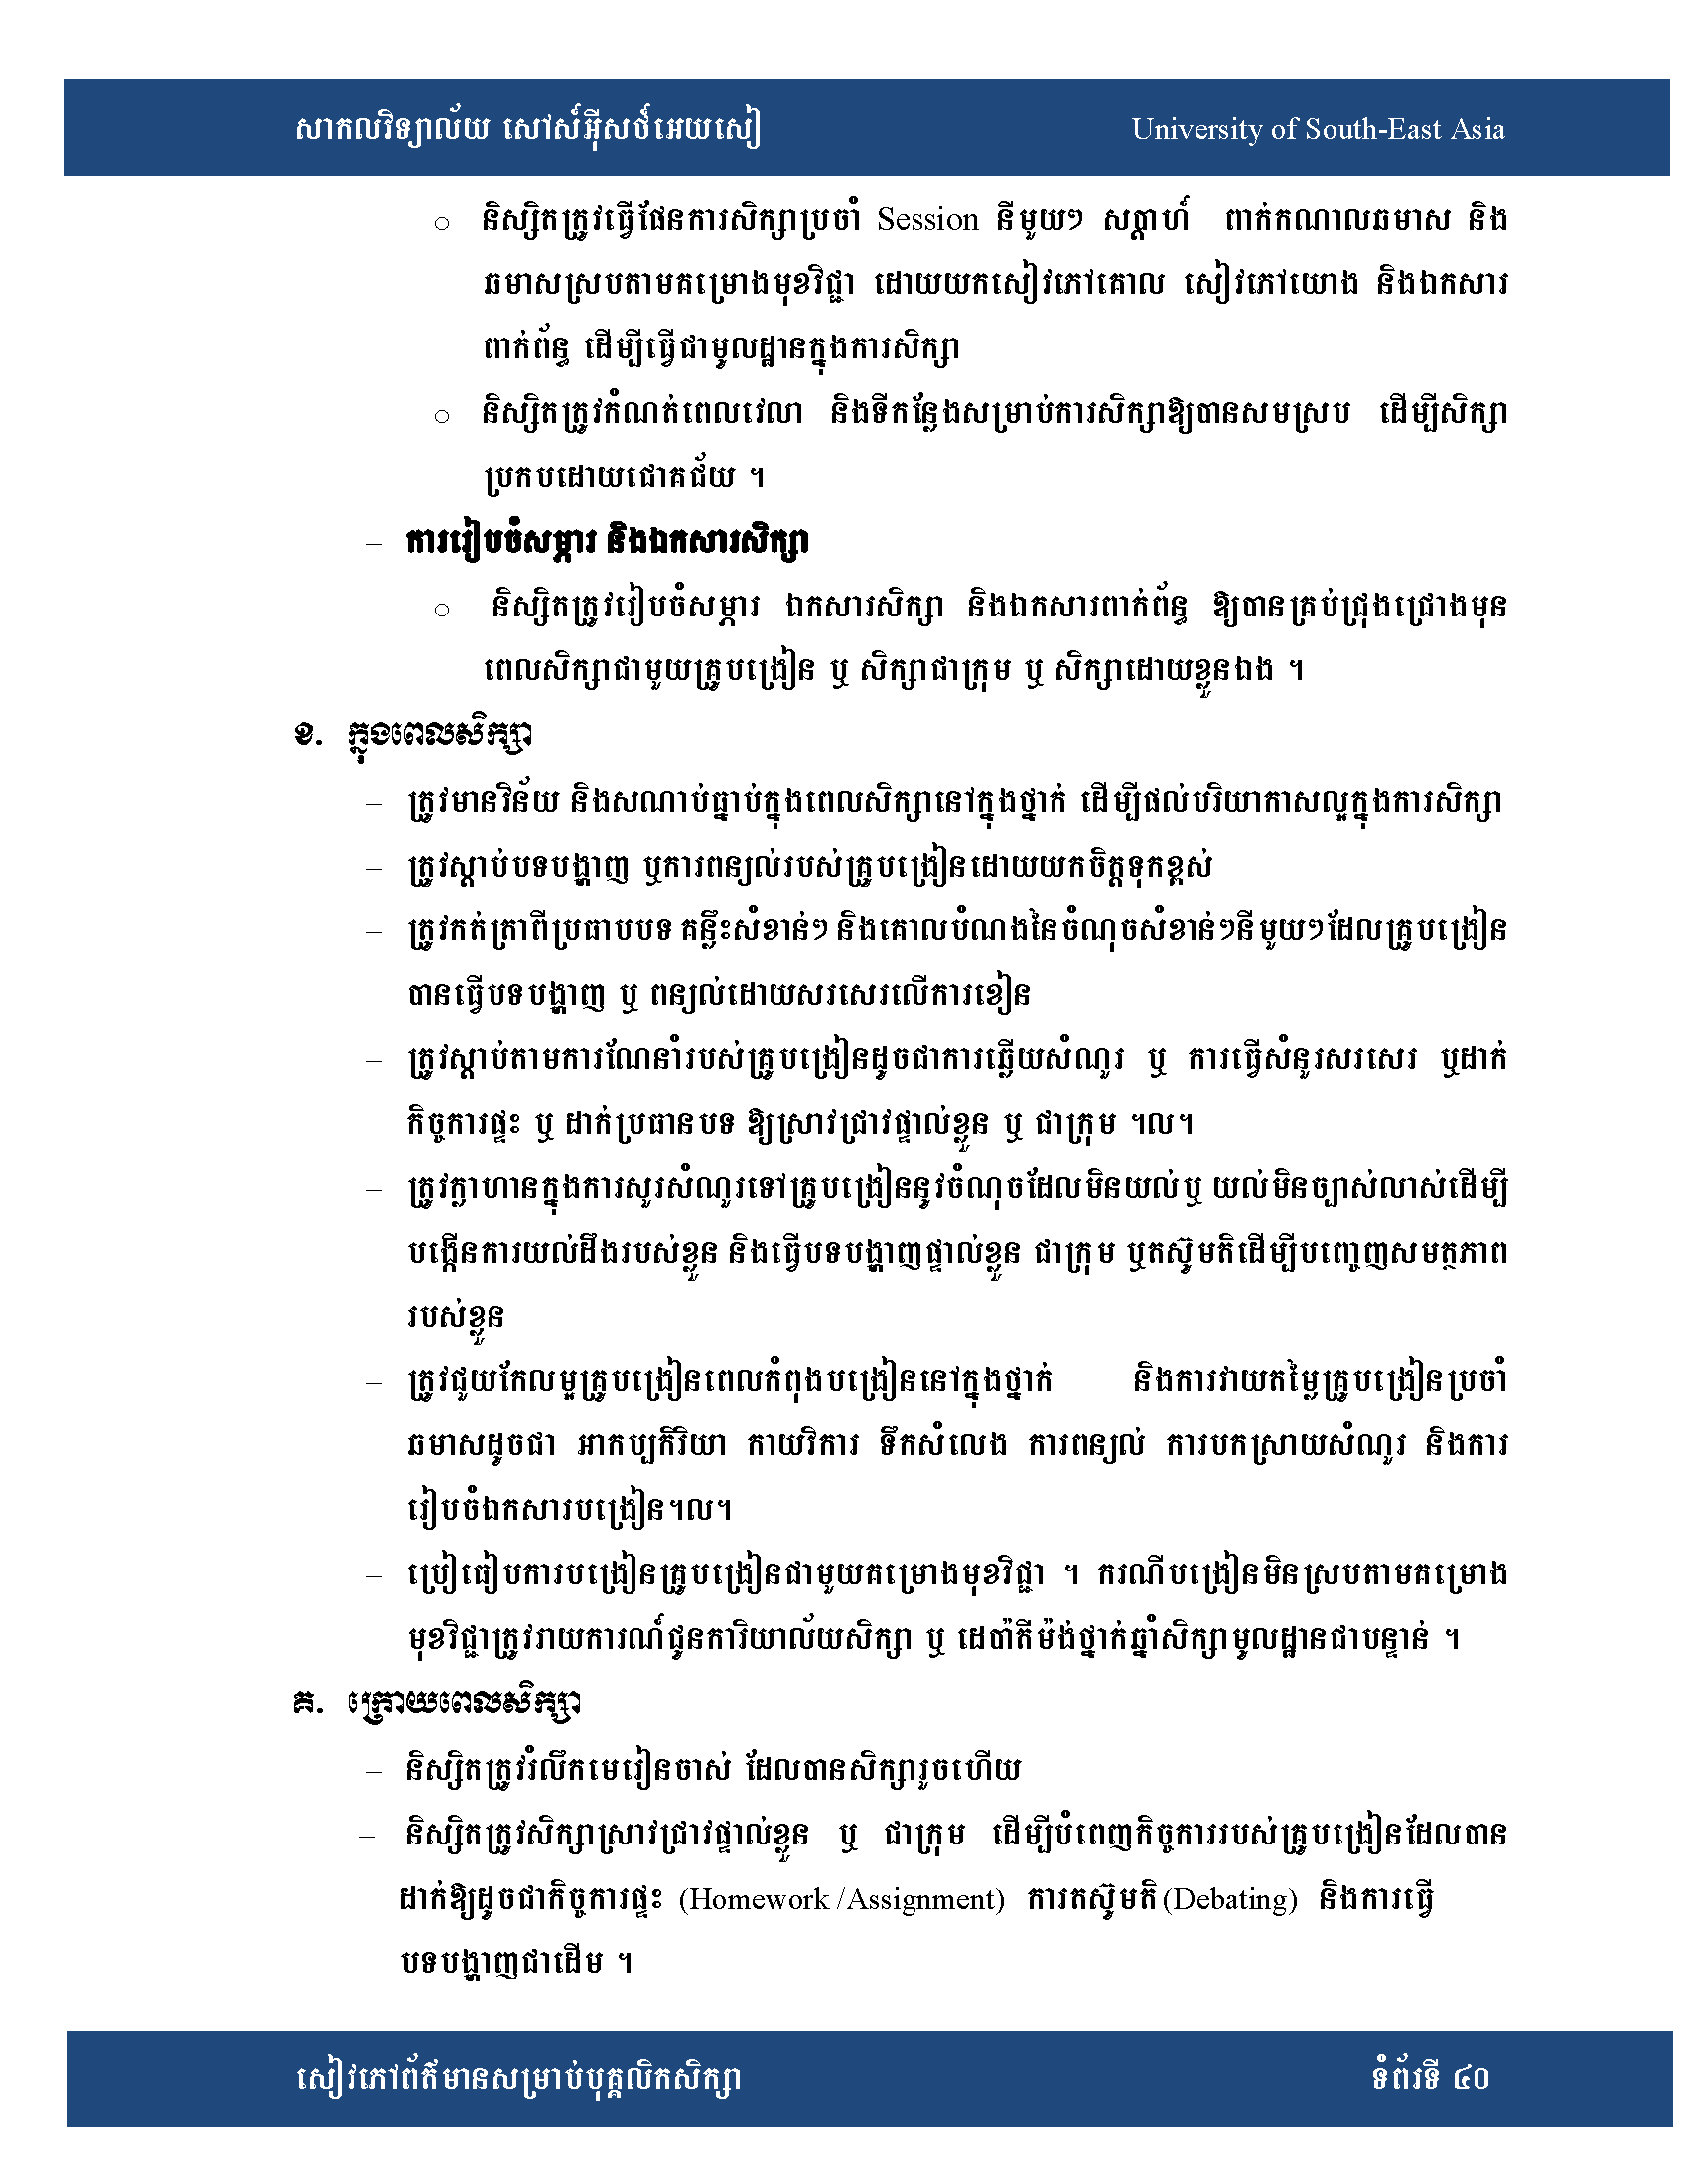 សាកលវិទ្យាល័យ សៅស៍អ៊ីសថ៍អេយសៀ University of South-East Asia
o និស្សិតត្រូវធ្វើផែនការសិក្សាប្រចាំ Session នីមួយៗ សប្តាហ៍ ពាក់កណាលឆមាស និង
ឆមាសស្របតាមគម្រោងមុខវិជ្ជា ដោយយកសៀវភៅគោល សៀវភៅយោង និងឯកសារ
ពាក់ព័ន្ធ ដើម្បីធ្វើជាមូលដ្ឋានក្នុងការសិក្សា
o និស្សិតត្រូវកំណត់ពេលវេលា និងទីកន្លែងសម្រាប់ការសិក្សាឱ្យបានសមស្រប ដើម្បីសិក្សា
ប្រកបដោយជោគជ័យ ។
– ការរៀបចំសម្ភារ និងឯកសារសិក្សា
o និស្សិតត្រូវរៀបចំសម្ភារ ឯកសារសិក្សា និងឯកសារពាក់ព័ន្ធ ឱ្យបានគ្រប់ជ្រុងជ្រោងមុន
ពេលសិក្សាជាមួយគ្រូបង្រៀន ឬ សិក្សាជាក្រុម ឬ សិក្សាដោយខ្លួនឯង ។
ខ. ក្នុងពេលសិក្សា
– ត្រូវមានវិន័យ និងសណាប់ធ្នាប់ក្នុងពេលសិក្សានៅក្នុងថ្នាក់ ដើម្បីផល់បរិយាកាសល្អក្នុងការសិក្សា
– ត្រូវស្តាប់បទបង្ហាញ ឬការពន្យល់របស់គ្រូបង្រៀនដោយយកចិត្តទុកខ្ពស់
– ត្រូវកត់ត្រាពីប្រធាបបទ គន្លឹះសំខាន់ៗ និងគោលបំណងនៃចំណុចសំខាន់ៗនីមួយៗដែលគ្រូបង្រៀន
បានធ្វើបទបង្ហាញ ឬ ពន្យល់ដោយសរសេរលើការខៀន
– ត្រូវស្តាប់តាមការណែនាំរបស់គ្រូបង្រៀនដូចជាការឆ្លើយសំណួរ ឬ ការធ្វើសំនួរសរសេរ ឬដាក់
កិច្ចការផ្ទះ ឬ ដាក់ប្រធានបទ ឱ្យស្រាវជ្រាវផ្ទាល់ខ្លួន ឬ ជាក្រុម ។ល។
– ត្រូវក្លាហានក្នុងការសួរសំណួរទៅគ្រូបង្រៀននូវចំណុចដែលមិនយល់ឬ យល់មិនច្បាស់លាស់ដើម្បី
បង្កើនការយល់ដឹងរបស់ខ្លួន និងធ្វើបទបង្ហាញផ្ទាល់ខ្លួន ជាក្រុម ឬតស៊ូមតិដើម្បីបញ្ចេញសមត្ថភាព
របស់ខ្លួន
– ត្រូវជួយកែលម្អគ្រូបង្រៀនពេលកំពុងបង្រៀននៅក្នុងថ្នាក់ និងការវាយតម្លៃគ្រូបង្រៀនប្រចាំ
ឆមាសដូចជា អាកប្បកិរិយា កាយវិការ ទឹកសំលេង ការពន្យល់ ការបកស្រាយសំណួរ និងការ
រៀបចំឯកសារបង្រៀន។ល។
– ប្រៀធៀបការបង្រៀនគ្រូបង្រៀនជាមួយគម្រោងមុខវិជ្ជា ។ ករណីបង្រៀនមិនស្របតាមគម្រោង
មុខវិជ្ជាត្រូវរាយការណ៍ជូនការិយាល័យសិក្សា ឬ ដេប៉ាតឺម៉ង់ថ្នាក់ឆ្នាំសិក្សាមូលដ្ឋានជាបន្ទាន់ ។
គ. ក្រោយពេលសិក្សា
– និស្សិតត្រូវរំលឹកមេរៀនចាស់ ដែលបានសិក្សារួចហើយ
– និស្សិតត្រូវសិក្សាស្រាវជ្រាវផ្ទាល់ខ្លួន ឬ ជាក្រុម ដើម្បីបំពេញកិច្ចការរបស់គ្រូបង្រៀនដែលបាន
ដាក់ឱ្យដូចជាកិច្ចការផ្ទះ (Homework /Assignment) ការតស៊ូមតិ (Debating) និងការធ្វើ
បទបង្ហាញជាដើម ។
សៀវភៅព័ត៌មានសម្រាប់បុគ្គលិកសិក្សា ទំព័រទី ៤០